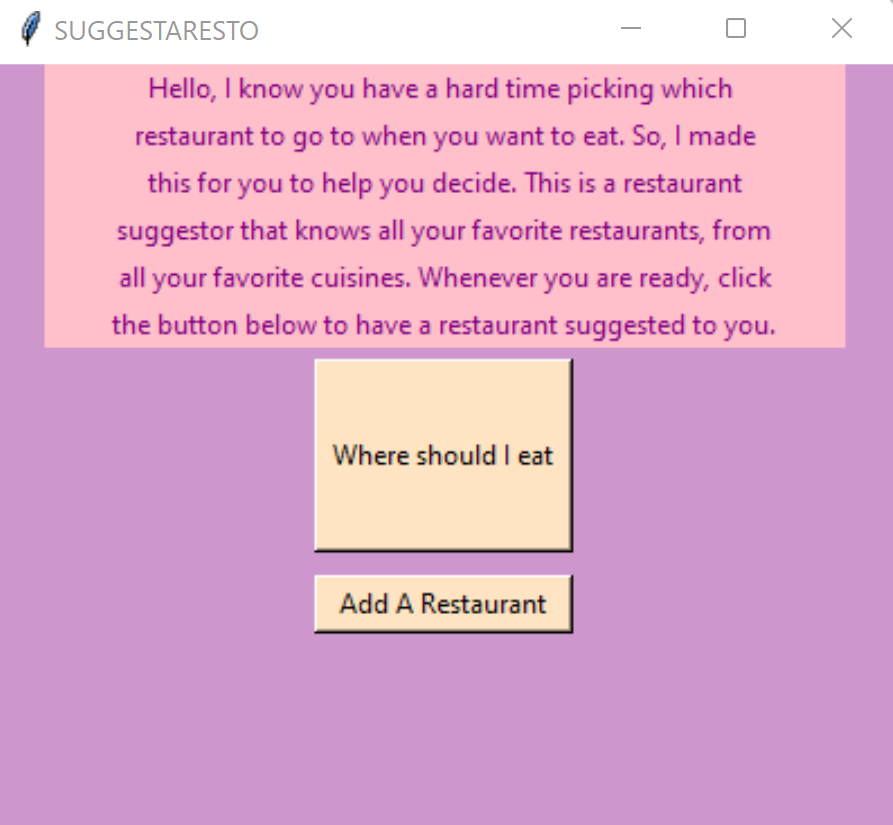 SUGGESTARESTO
Hello, I know you have a hard time picking which
restaurant to go to when you want to eat. So, I made
this for you to help you decide. This is a restaurant
suggestor that knows all your favorite restaurants, from
all your favorite cuisines. Whenever you are ready, click
the button below to have a restaurant suggested to you.
Where should I eat
Add A Restaurant